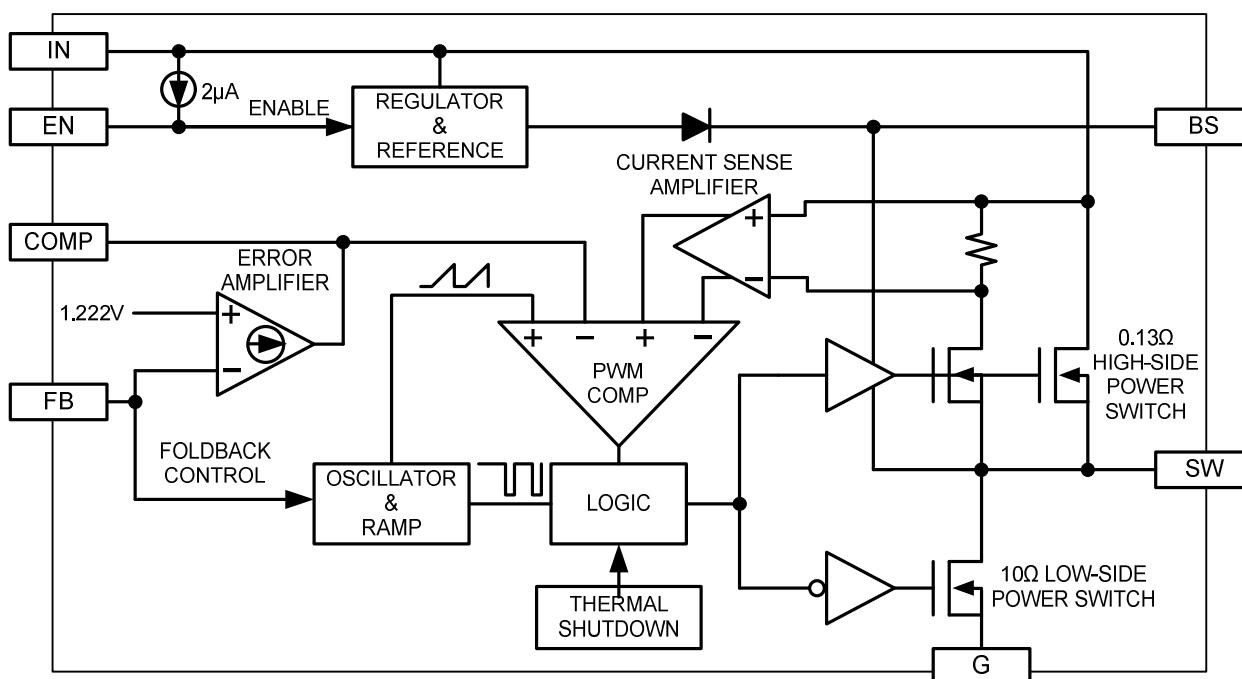 IN
2µA
ENABLE
REGULATOR
&
REFERENCE
EN
BS
CURRENT SENSE
AMPLIFIER
+
−
COMP
ERROR
AMPLIFIER
1.222V
+
−
+
−
+
−
PWM
COMP
0.13Ω
HIGH-SIDE
POWER
SWITCH
FB
FOLDBACK
CONTROL
OSCILLATOR
&
RAMP
LOGIC
SW
THERMAL
SHUTDOWN
10Ω LOW-SIDE
POWER SWITCH
G